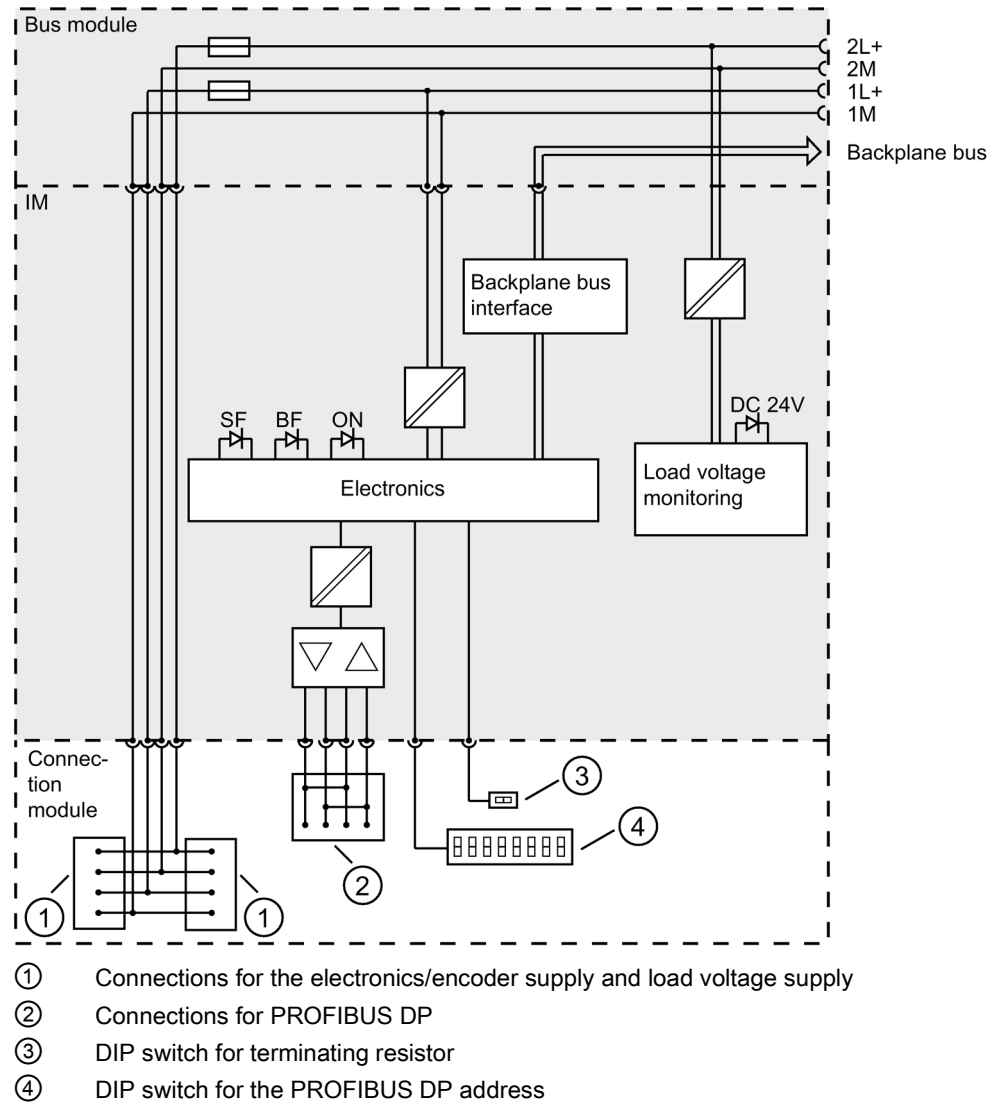 Bus module
2L+
2M
1L+
1M
Backplane bus
IM
Backplane bus
interface
SF BF ON
DC 24V
Electronics
Load voltage
monitoring
Connec-
tion
module
3
4
2
1
1
① Connections for the electronics/encoder supply and load voltage supply
② Connections for PROFIBUS DP
③ DIP switch for terminating resistor
④ DIP switch for the PROFIBUS DP address